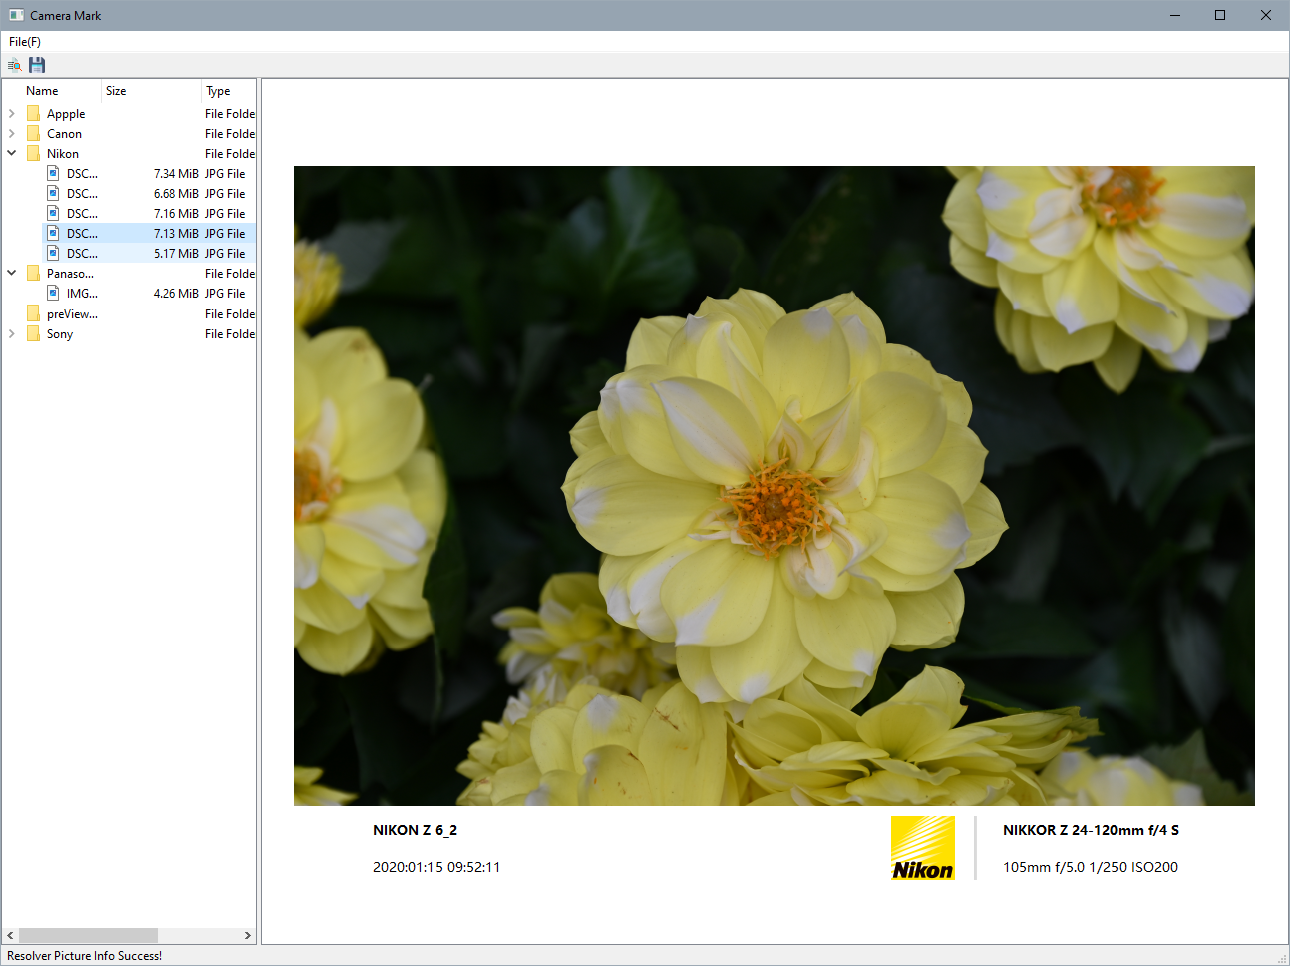 Camera Mark
File(F)
Name Size Type
Appple File Folde
Canon File Folde
Nikon File Folde
DSC... 7.34 MiB JPG File
DSC... 6.68 MiB JPG File
DSC... 7.16 MiB JPG File
DSC... 7.13 MiB JPG File
DSC... 5.17 MiB JPG File
Panaso... File Folde
IMG... 4.26 MiB JPG File
preView... File Folde
Sony File Folde
NIKON Z 6_2
2020:01:15 09:52:11
Nikon
NIKKOR Z 24-120mm f/4 S
105mm f/5.0 1/250 ISO200
Resolver Picture Info Success!